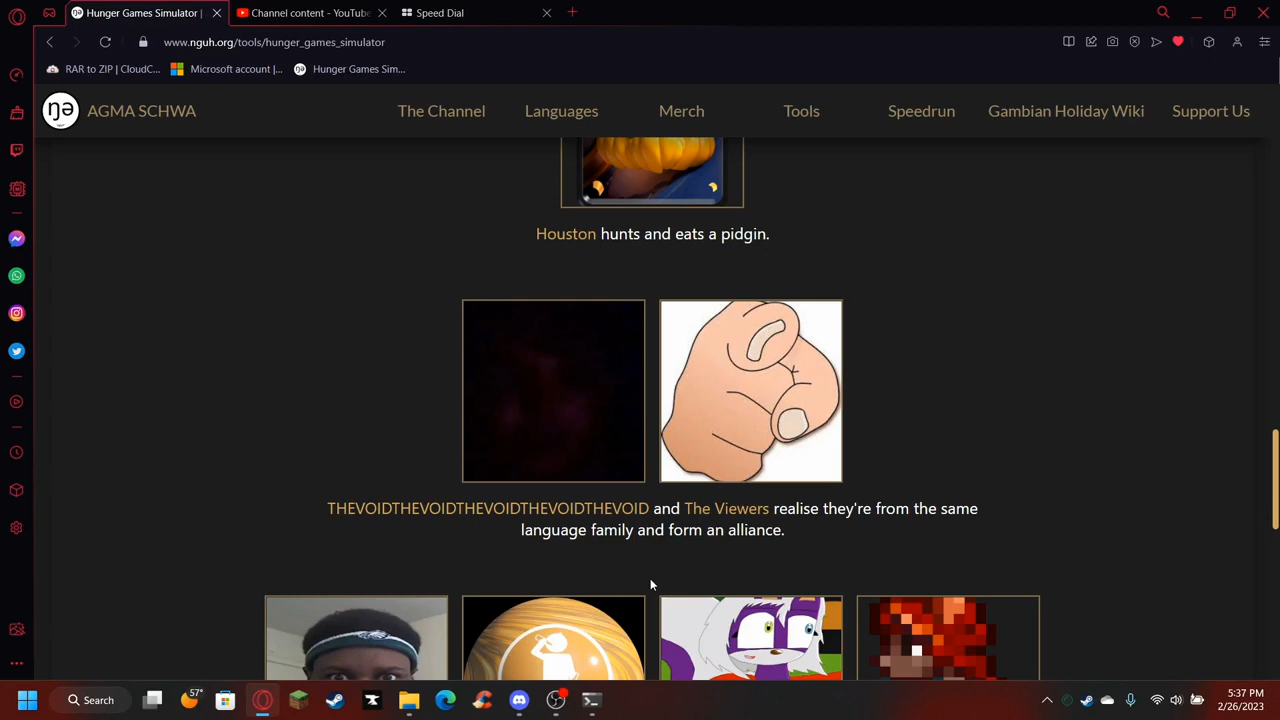 Hunger Games Simulator |
Channel content - YouTube
Speed Dial
www.nguh.org/tools/hunger_games_simulator
RAR to ZIP | CloudC...
Microsoft account |...
Hunger Games Sim...
ŋə
AGMA SCHWA
The Channel
Languages
Merch
Tools
Speedrun
Gambian Holiday Wiki
Support Us
Houston hunts and eats a pidgin.
THEVOIDTHEVOIDTHEVOIDTHEVOIDTHEVOID and The Viewers realise they're from the same
language family and form an alliance.
57°
Search
5:37 PM
2/26/2023